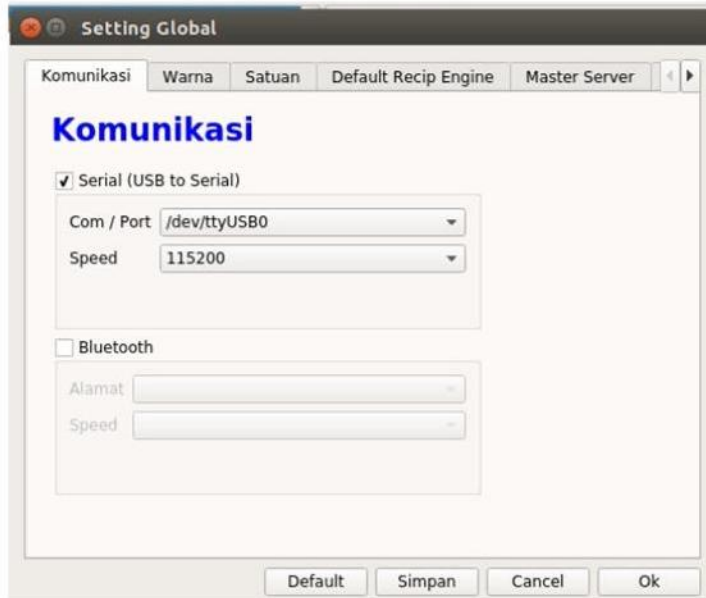 Setting Global
Komunikasi Warna Satuan Default Recip Engine Master Server
Komunikasi
Serial (USB to Serial)
Com / Port /dev/ttyUSB0
Speed 115200
Bluetooth
Alamat
Speed
Default Simpan Cancel Ok